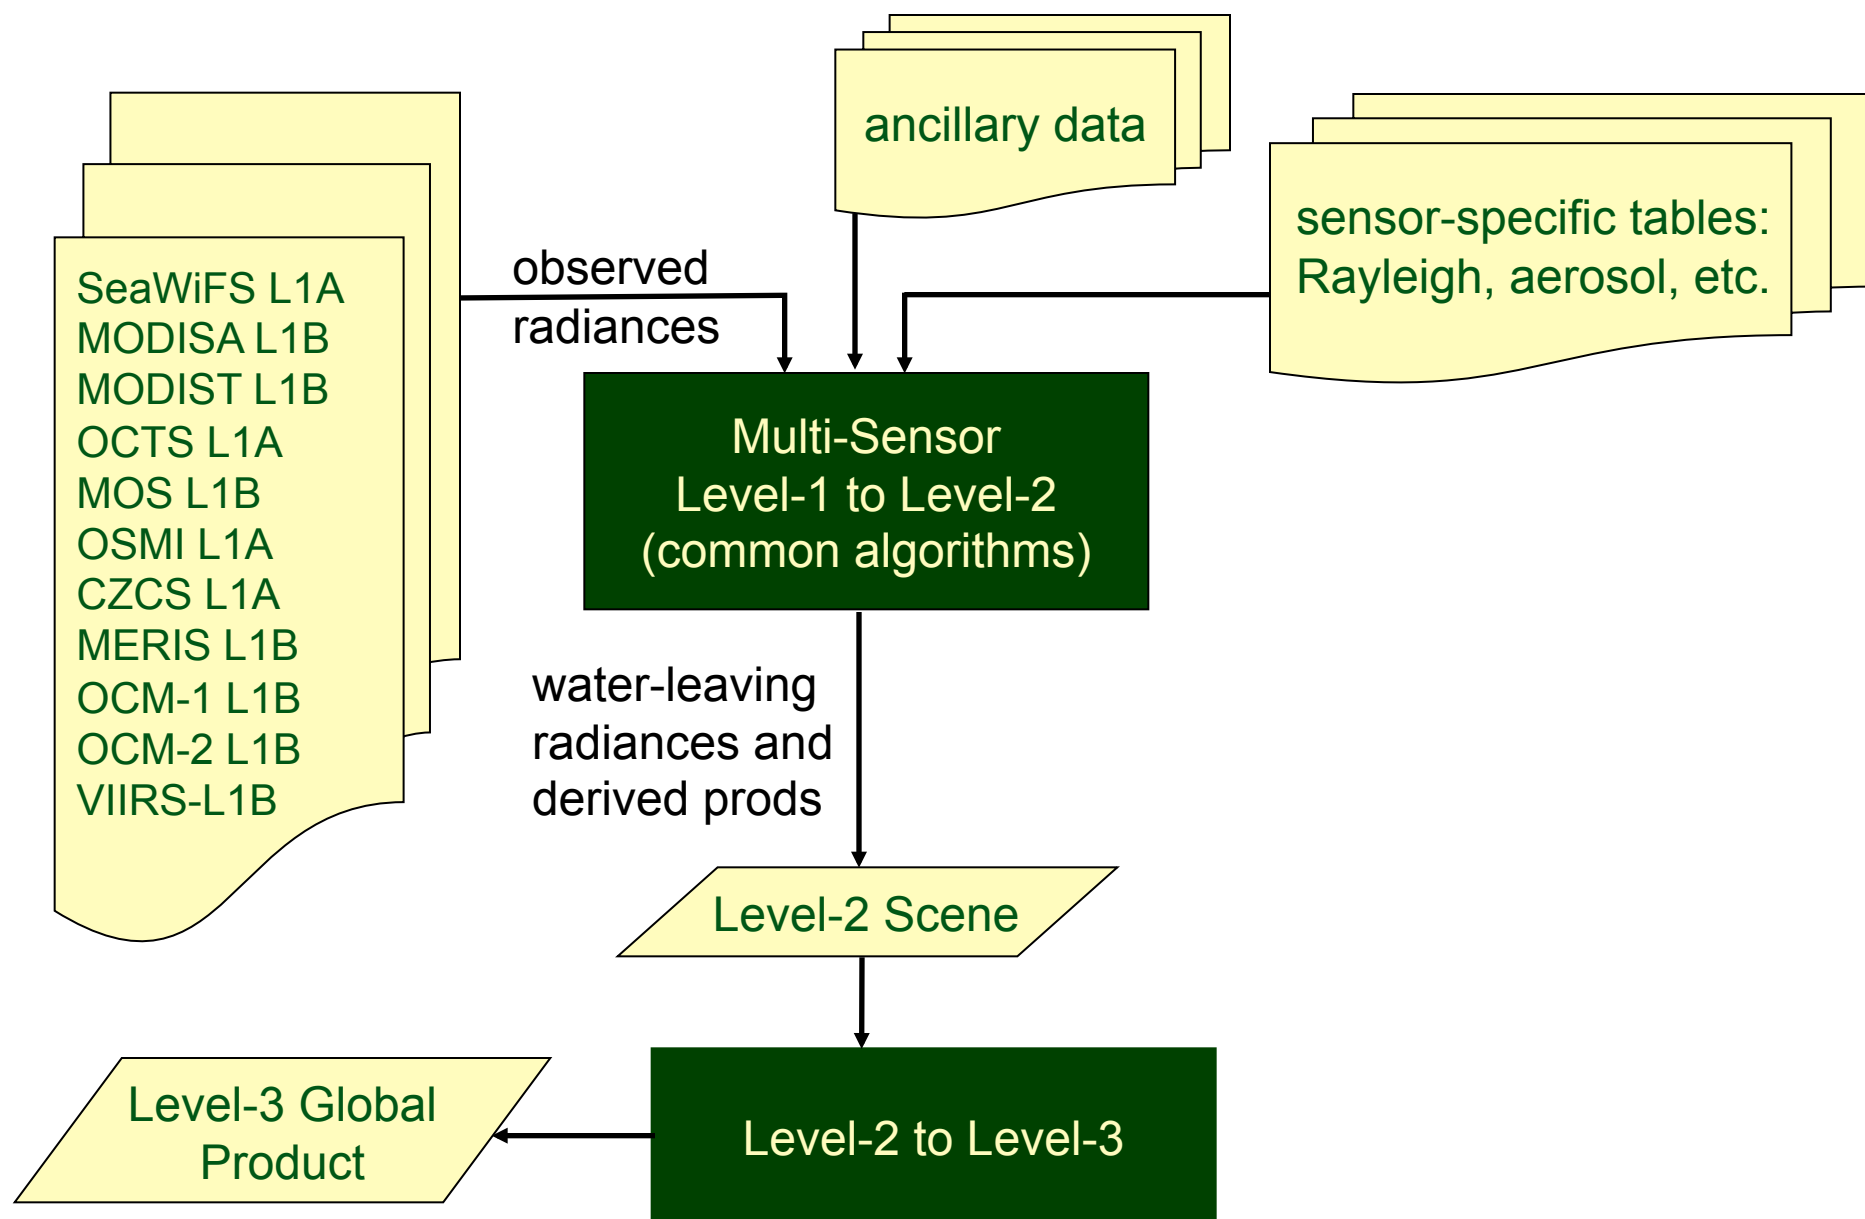 ancillary data
sensor-specific tables:
Rayleigh, aerosol, etc.
observed
radiances
SeaWiFS L1A
MODISA L1B
MODIST L1B
OCTS L1A
MOS L1B
OSMI L1A
CZCS L1A
MERIS L1B
OCM-1 L1B
OCM-2 L1B
VIIRS-L1B
Multi-Sensor
Level-1 to Level-2
(common algorithms)
water-leaving
radiances and
derived prods
Level-2 Scene
Level-3 Global
Product
Level-2 to Level-3